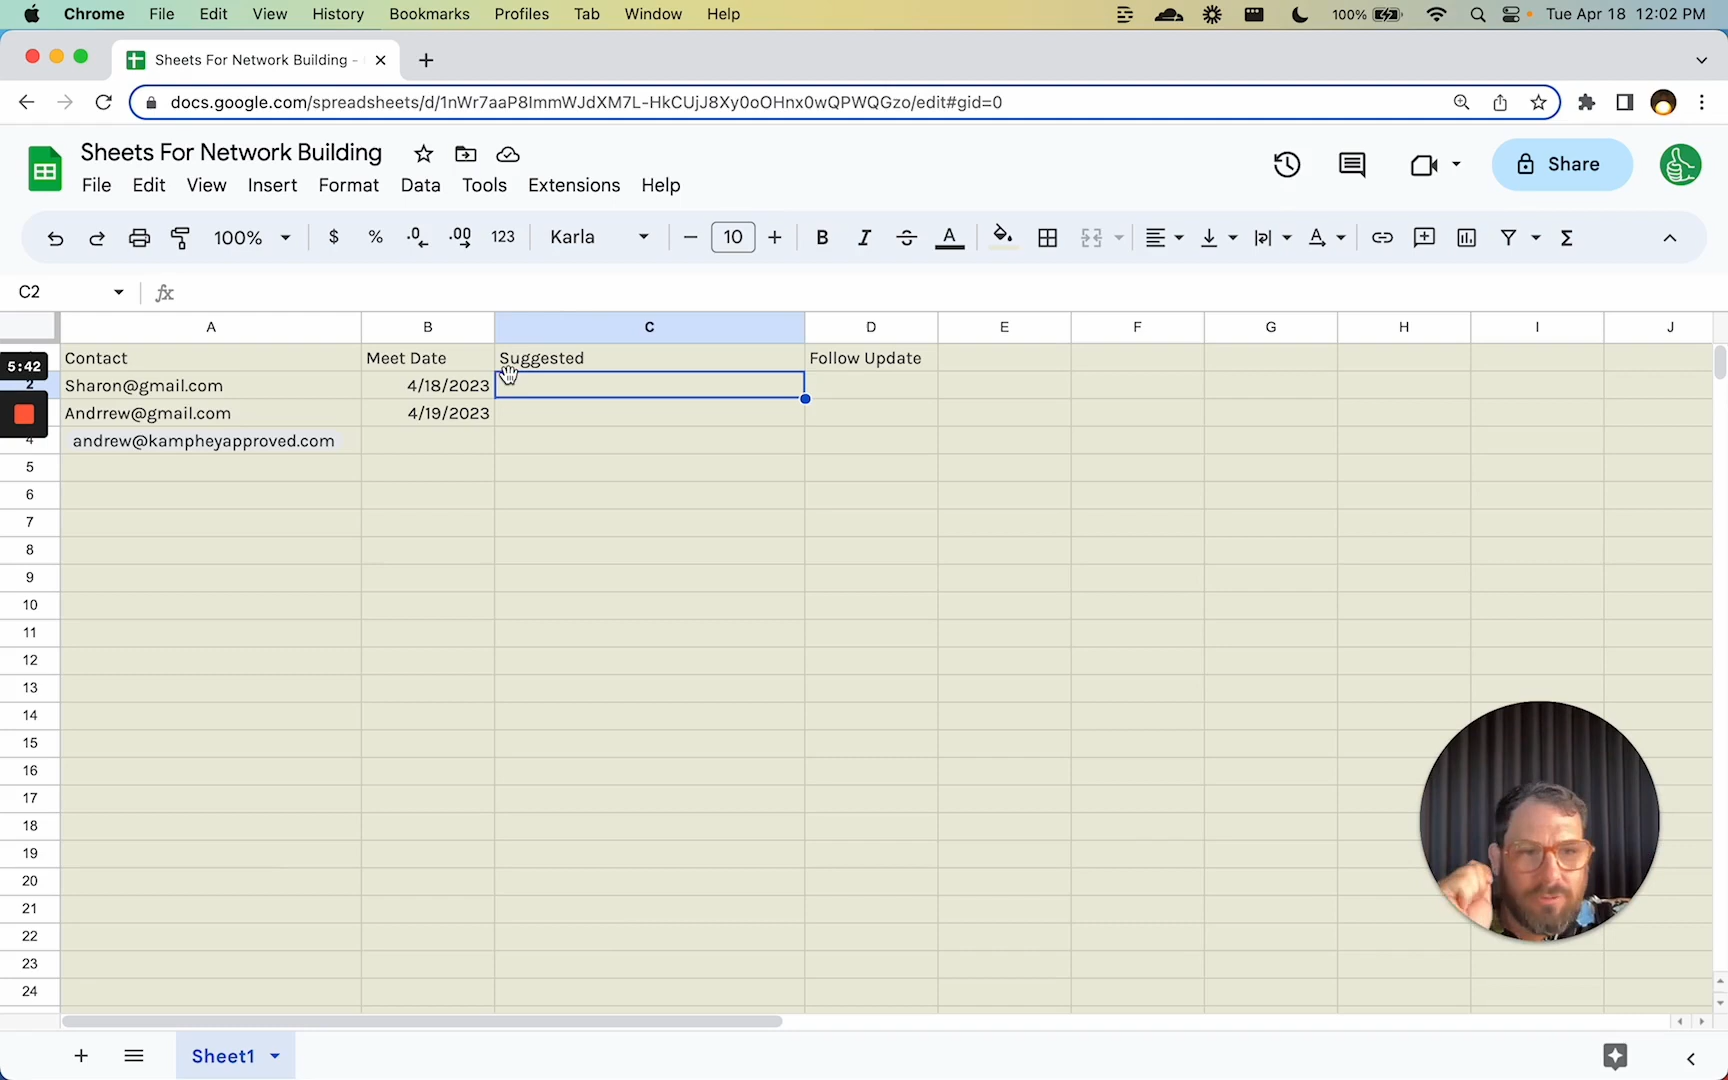 Chrome File Edit View History Bookmarks Profiles Tab Window Help 100% Tue Apr 18 12:02 PM
Sheets For Network Building -
docs.google.com/spreadsheets/d/1nWr7aaP8ImmWJdXM7L-HkCUjJ8Xy0oOHnx0wQPWQGzo/edit#gid=0
Sheets For Network Building
File Edit View Insert Format Data Tools Extensions Help
Share
100% $ % .0 .00 123 Karla 10 B I S A
C2 fx
A B C D E F G H I J
Contact Meet Date Suggested Follow Update
5:42
2 Sharon@gmail.com 4/18/2023
Andrrew@gmail.com 4/19/2023
4 andrew@kampheyapproved.com
5
6
7
8
9
10
11
12
13
14
15
16
17
18
19
20
21
22
23
24
Sheet1